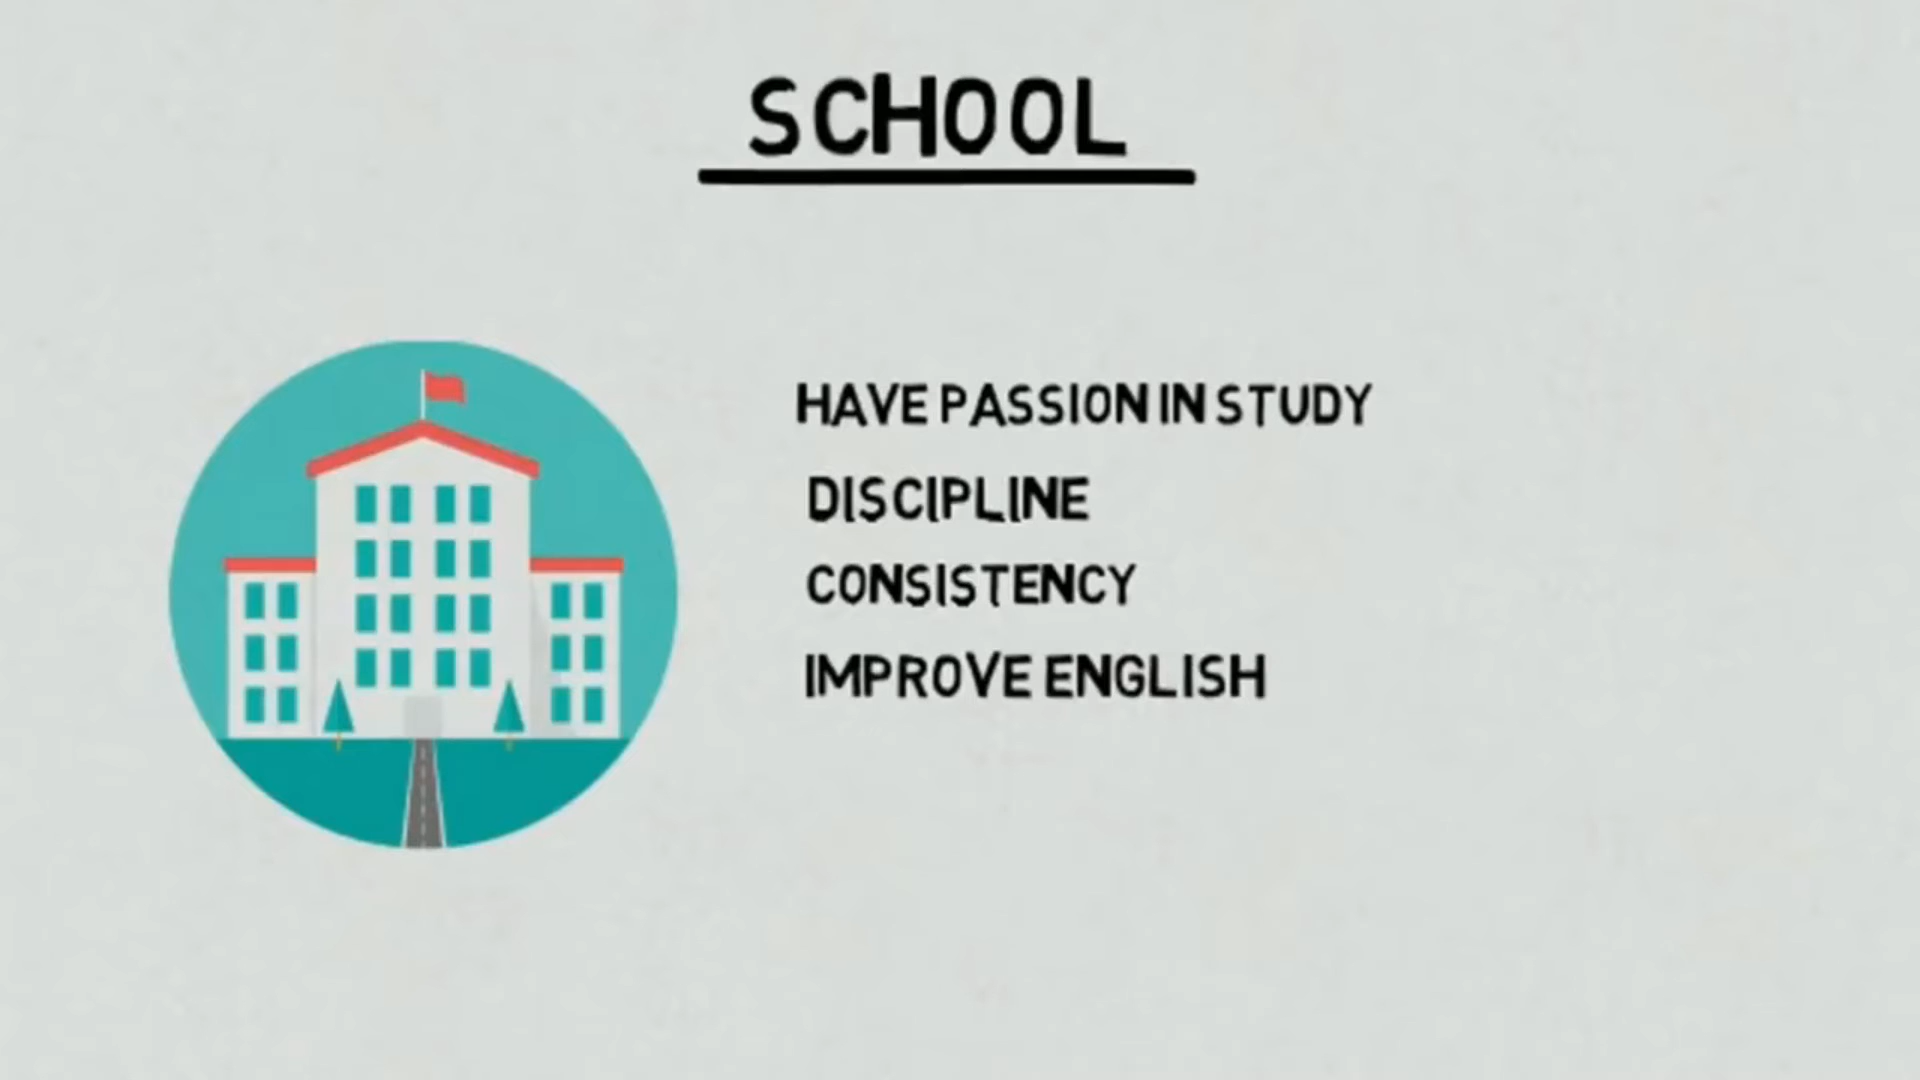 SCHOOL
HAVE PASSION IN STUDY
DISCIPLINE
CONSISTENCY
IMPROVE ENGLISH